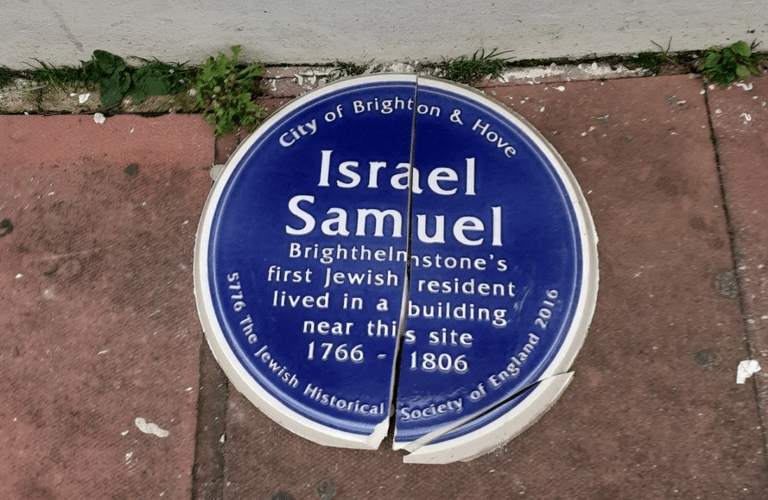 City of Brighton & Hove
Israel
Samuel
Brighthelmstone's
first Jewish resident
lived in a building
near this site
1766 - 1806
5776 The Jewish Historical Society of England 2016